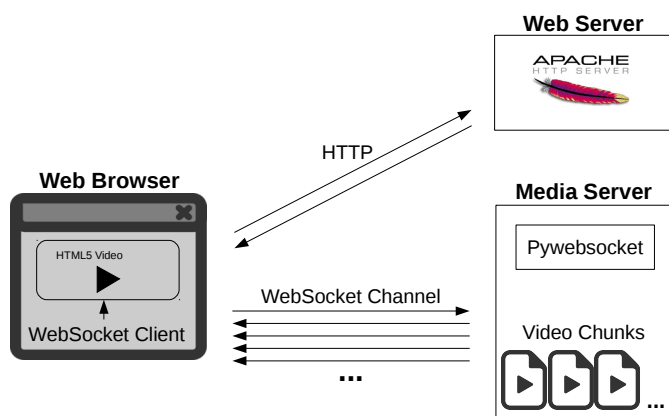 Web Server
APACHE
HTTP SERVER
HTTP
Web Browser
Media Server
HTML5 Video
Pywebsocket
WebSocket Channel
WebSocket Client
Video Chunks
...
...